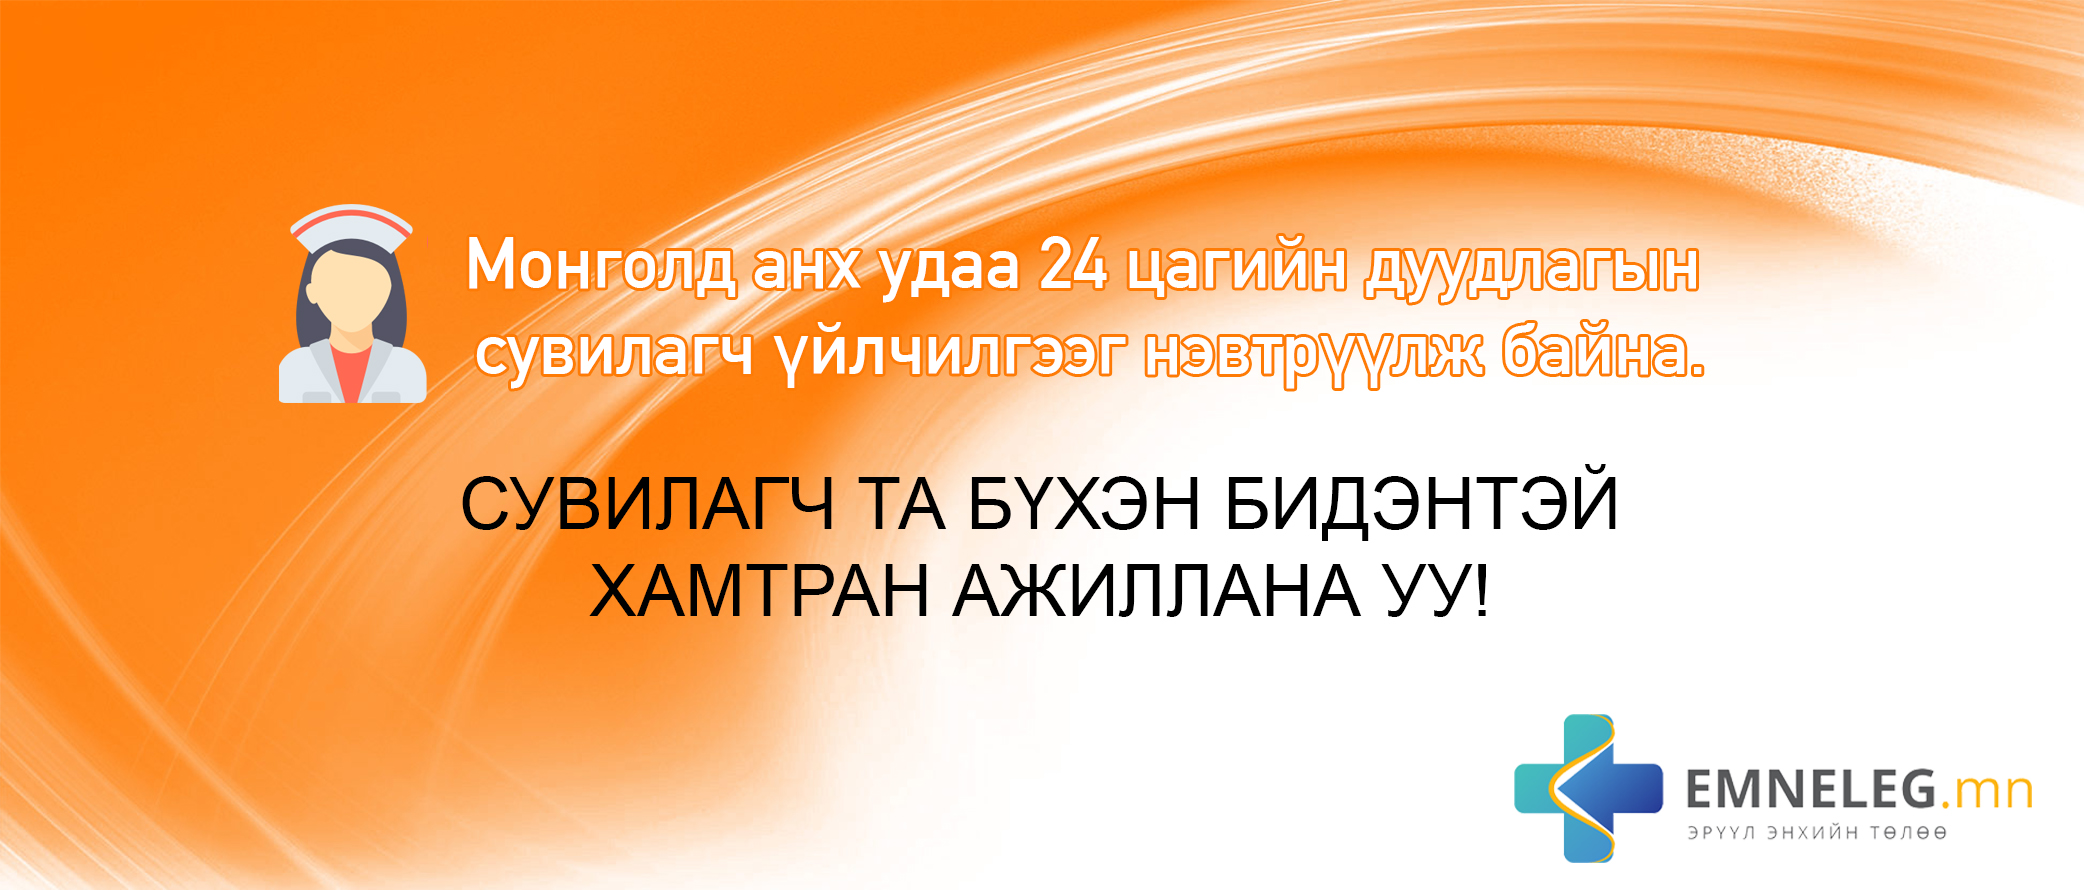 Монголд анх удаа 24 цагийн дуудлагын
сувилагч үйлчилгээг нэвтрүүлж байна.
СУВИЛАГЧ ТА БҮХЭН БИДЭНТЭЙ
ХАМТРАН АЖИЛЛАНА УУ!
EMNELEG.mn
ЭРҮҮЛ ЭНХИЙН ТӨЛӨӨ